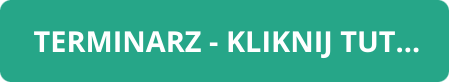 TERMINARZ - KLIKNIJ TUT...